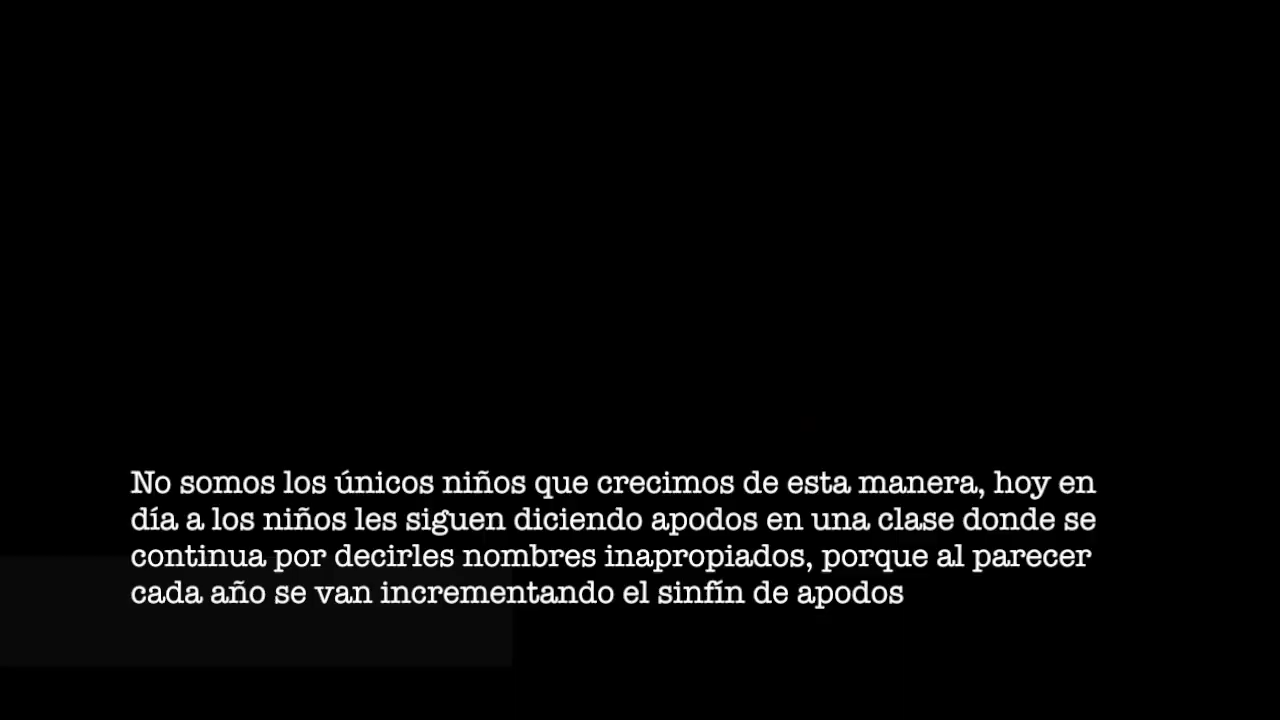 No somos los únicos niños que crecimos de esta manera, hoy en
día a los niños les siguen diciendo apodos en una clase donde se
continua por decirles nombres inapropiados, porque al parecer
cada año se van incrementando el sinfín de apodos